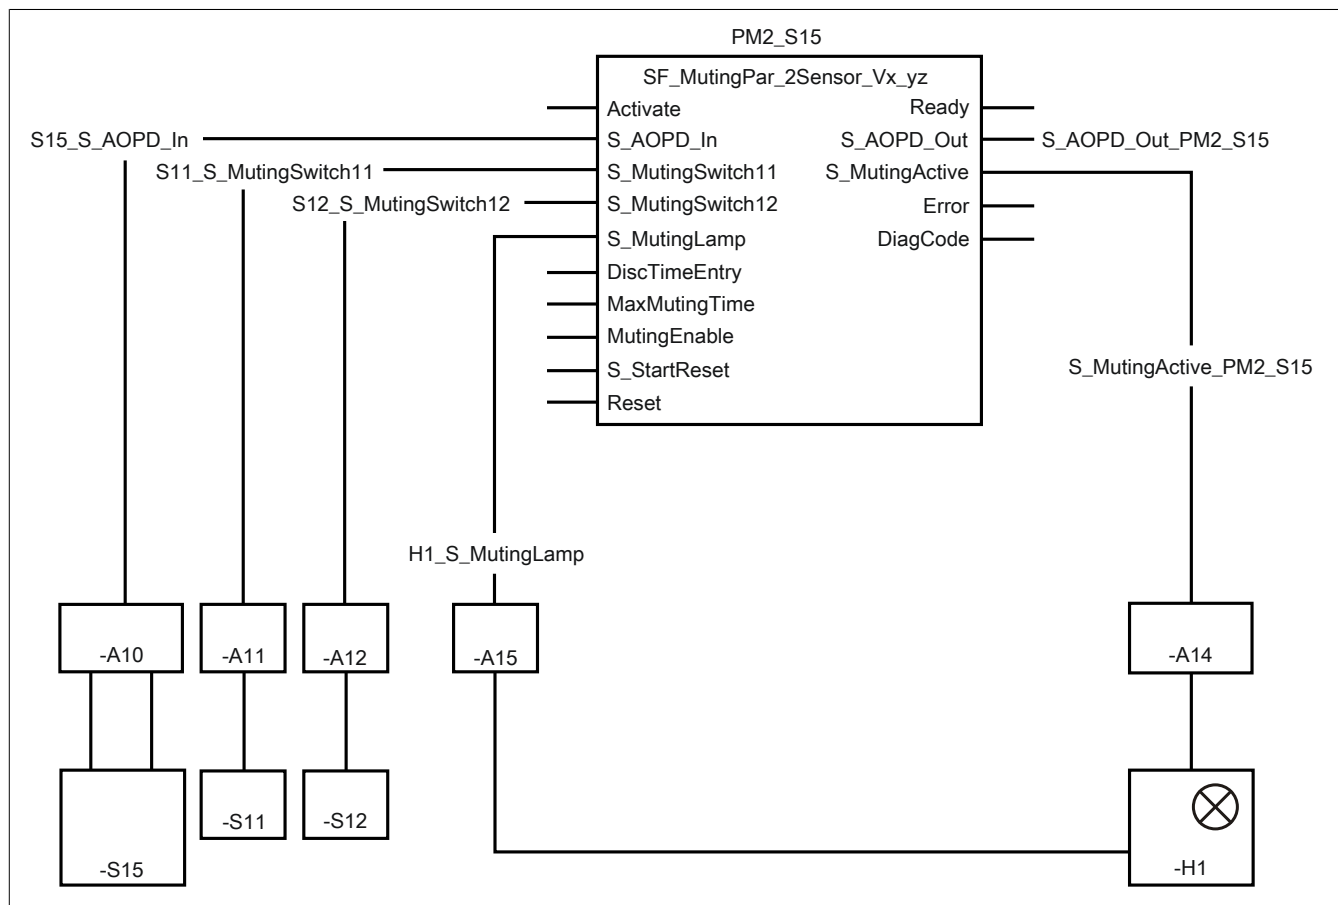 PM2_S15
SF_MutingPar_2Sensor_Vx_yz
Activate
Ready
S15_S_AOPD_In
S_AOPD_In
S_AOPD_Out
S_AOPD_Out_PM2_S15
S11_S_MutingSwitch11
S_MutingSwitch11
S_MutingActive
S12_S_MutingSwitch12
S_MutingSwitch12
Error
S_MutingLamp
DiagCode
DiscTimeEntry
MaxMutingTime
MutingEnable
S_StartReset
S_MutingActive_PM2_S15
Reset
H1_S_MutingLamp
-A10
-A11
-A12
-A15
-A14
-S15
-S11
-S12
-H1